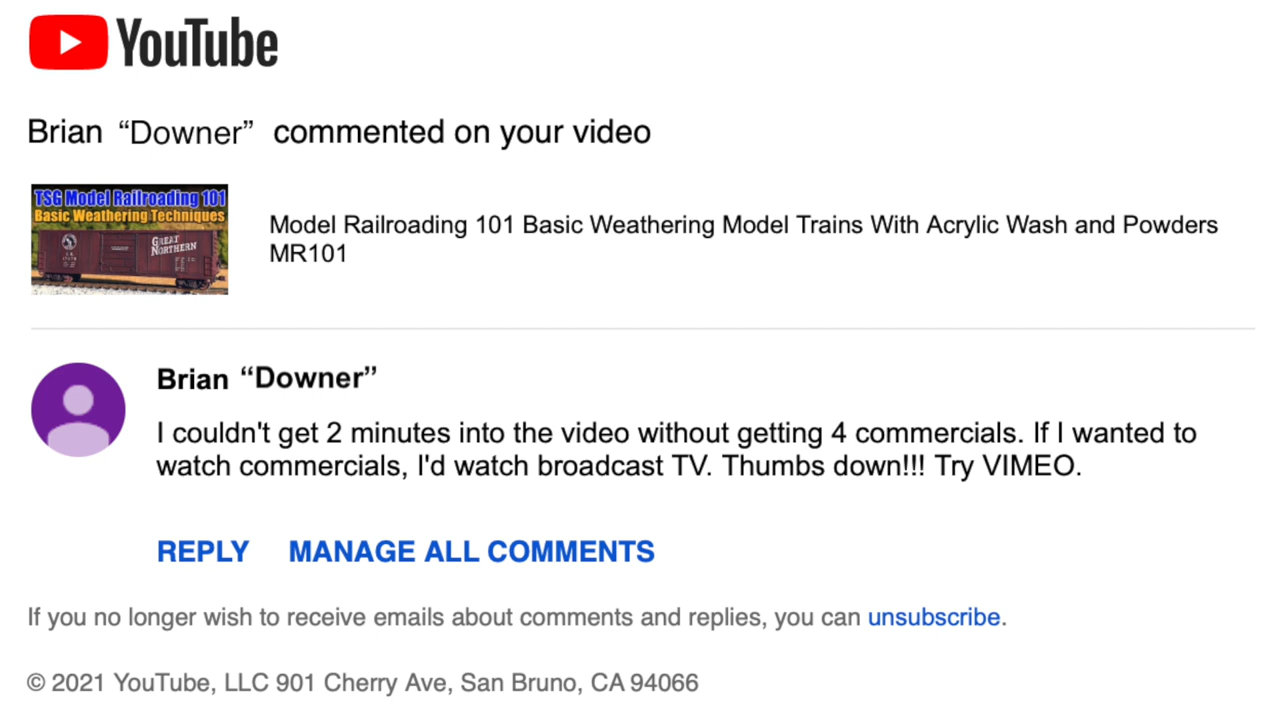 YouTube
Brian “Downer” commented on your video
TSG Model Railroading 101
Basic Weathering Techniques
GREAT
NORTHERN
Model Railroading 101 Basic Weathering Model Trains With Acrylic Wash and Powders
MR101
Brian “Downer”
I couldn't get 2 minutes into the video without getting 4 commercials. If I wanted to
watch commercials, I'd watch broadcast TV. Thumbs down!!! Try VIMEO.
REPLY MANAGE ALL COMMENTS
If you no longer wish to receive emails about comments and replies, you can unsubscribe.
© 2021 YouTube, LLC 901 Cherry Ave, San Bruno, CA 94066